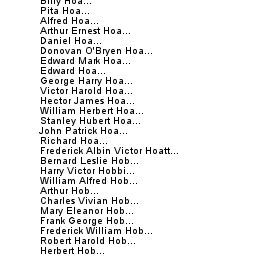 Billy Hoa...
Pita Hoa...
Alfred Hoa...
Arthur Ernest Hoa...
Daniel Hoa...
Donovan O'Bryen Hoa...
Edward Mark Hoa...
Edward Hoa...
George Harry Hoa...
Victor Harold Hoa...
Hector James Hoa...
William Herbert Hoa...
Stanley Hubert Hoa...
John Patrick Hoa...
Richard Hoa...
Frederick Albin Victor Hoatt...
Bernard Leslie Hob...
Harry Victor Hobbi...
William Alfred Hob...
Arthur Hob...
Charles Vivian Hob...
Mary Eleanor Hob...
Frank George Hob...
Frederick William Hob...
Robert Harold Hob...
Herbert Hob...